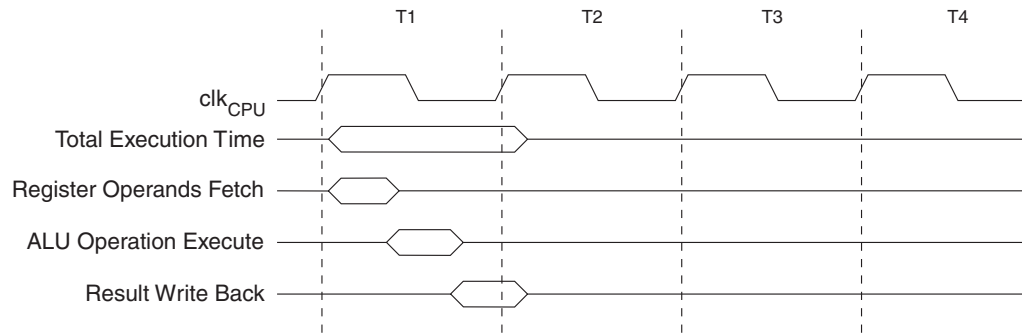 T1 T2 T3 T4
clkCPU
Total Execution Time
Register Operands Fetch
ALU Operation Execute
Result Write Back